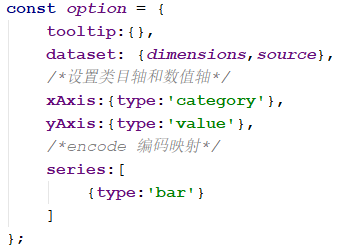 const option = {
    tooltip:{},
    dataset: {dimensions,source},
    /*设置类目轴和数值轴*/
    xAxis:{type:'category'},
    yAxis:{type:'value'},
    /*encode 编码映射*/
    series:[
        {type:'bar'}
    ]
};